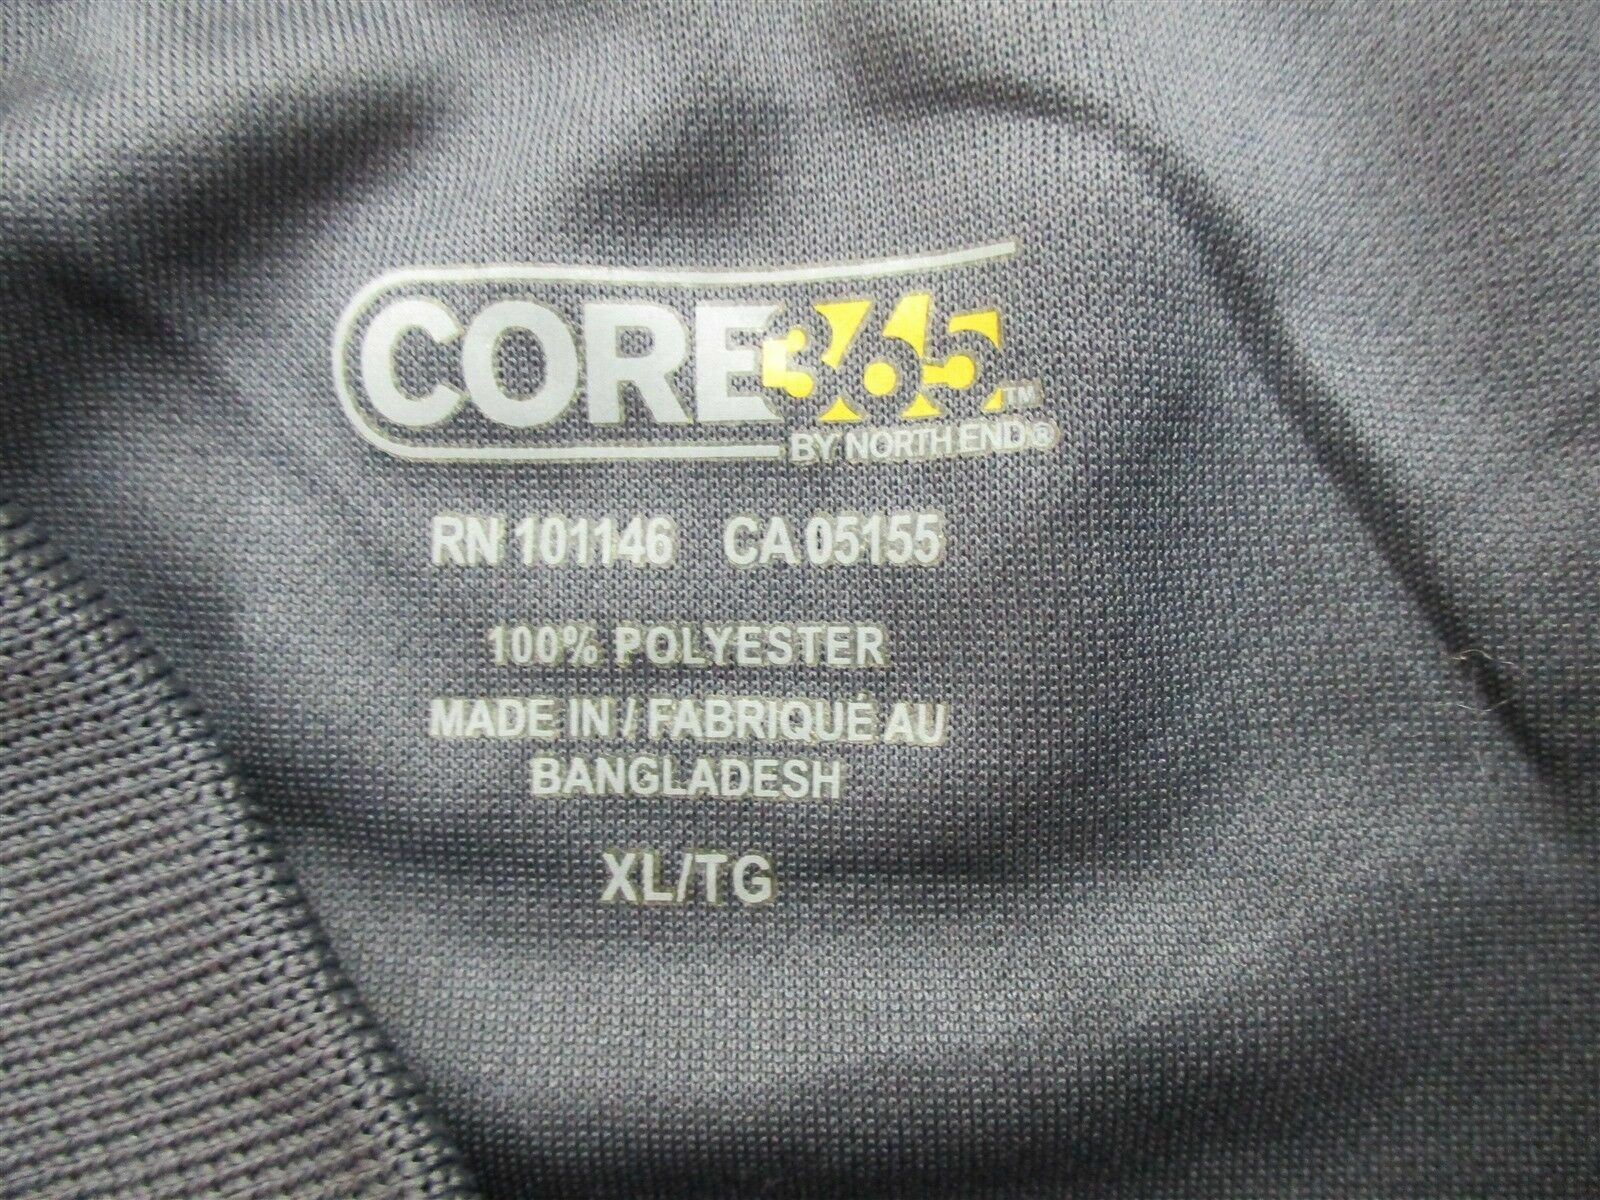 CORE365™
BY NORTH END®
RN 101146 CA 05155
100% POLYESTER
MADE IN / FABRIQUÉ AU
BANGLADESH
XL/TG